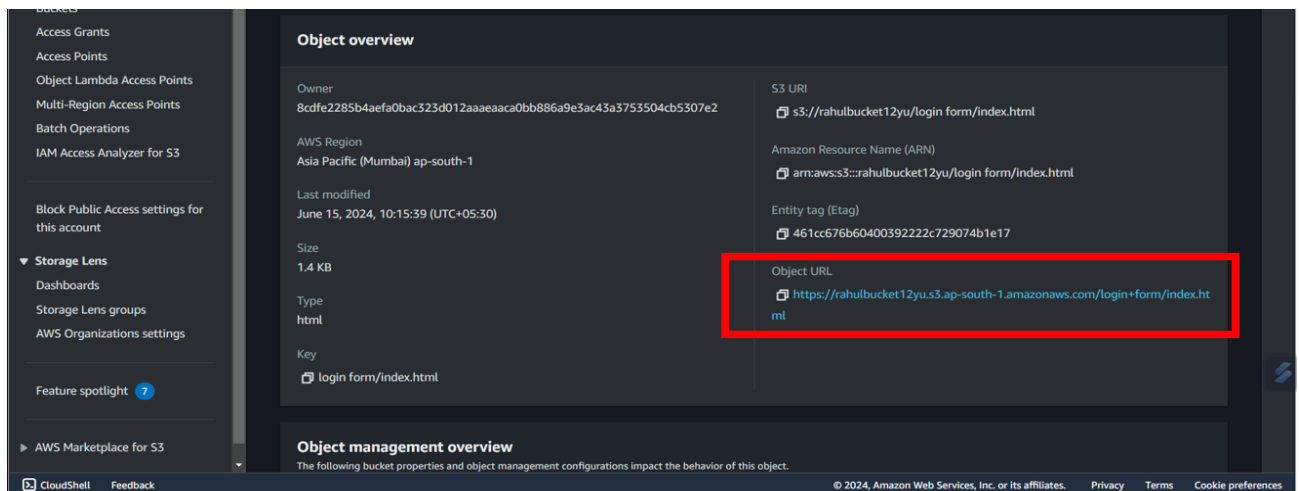 Buckets
Access Grants
Access Points
Object Lambda Access Points
Multi-Region Access Points
Batch Operations
IAM Access Analyzer for S3
Block Public Access settings for
this account
Storage Lens
Dashboards
Storage Lens groups
AWS Organizations settings
Feature spotlight 7
AWS Marketplace for S3
Object overview
Owner
8cdfe2285b4aefa0bac323d012aaaeaaca0bb886a9e3ac43a3753504cb5307e2
AWS Region
Asia Pacific (Mumbai) ap-south-1
Last modified
June 15, 2024, 10:15:39 (UTC+05:30)
Size
1.4 KB
Type
html
Key
login form/index.html
S3 URI
s3://rahulbucket12yu/login form/index.html
Amazon Resource Name (ARN)
arn:aws:s3:::rahulbucket12yu/login form/index.html
Entity tag (Etag)
461cc676b60400392222c729074b1e17
Object URL
https://rahulbucket12yu.s3.ap-south-1.amazonaws.com/login+form/index.ht
ml
Object management overview
The following bucket properties and object management configurations impact the behavior of this object.
CloudShell Feedback © 2024, Amazon Web Services, Inc. or its affiliates. Privacy Terms Cookie preferences